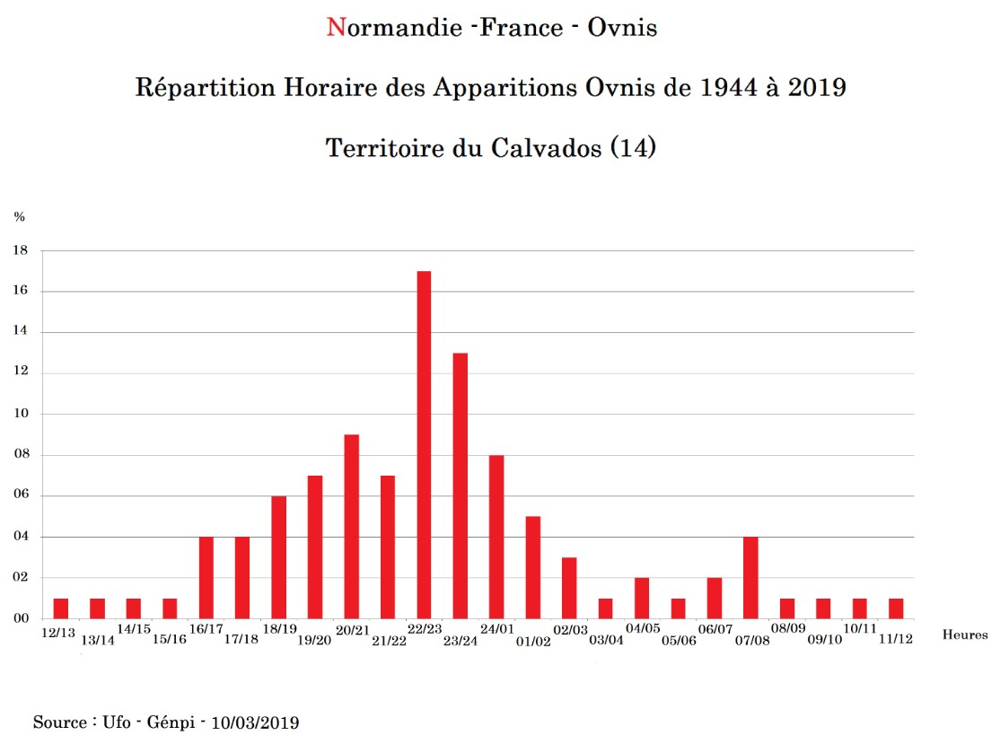 Normandie -France - Ovnis
Répartition Horaire des Apparitions Ovnis de 1944 à 2019
Territoire du Calvados (14)
%
18
16
14
12
10
08
06
04
02
00
12/13 13/14 14/15 15/16 16/17 17/18 18/19 19/20 20/21 21/22 22/23 23/24 24/01 01/02 02/03 03/04 04/05 05/06 06/07 07/08 08/09 09/10 10/11 11/12
Heures
Source : Ufo - Génpi - 10/03/2019